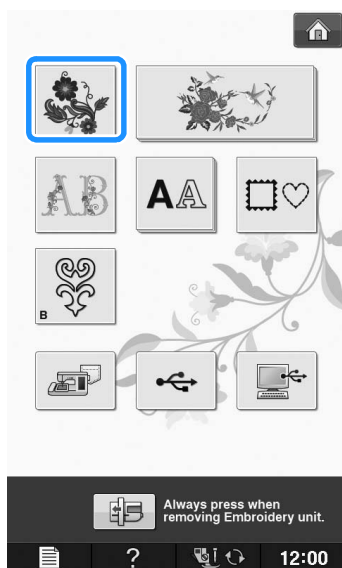 AB
AA
B
Always press when
removing Embroidery unit.
? 12:00